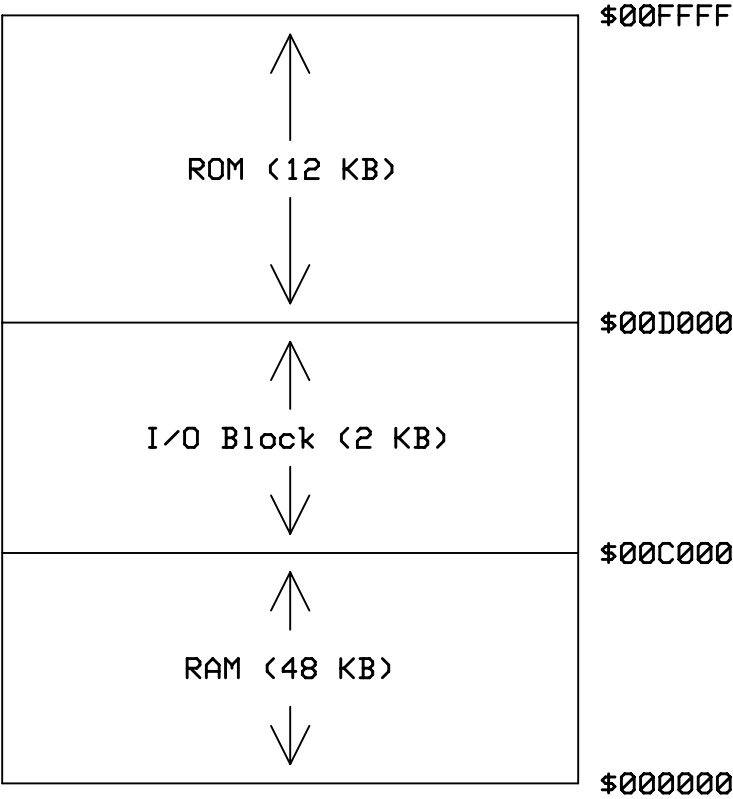 $00FFFF
ROM (12 KB)
$00D000
I/O Block (2 KB)
$00C000
RAM (48 KB)
$000000